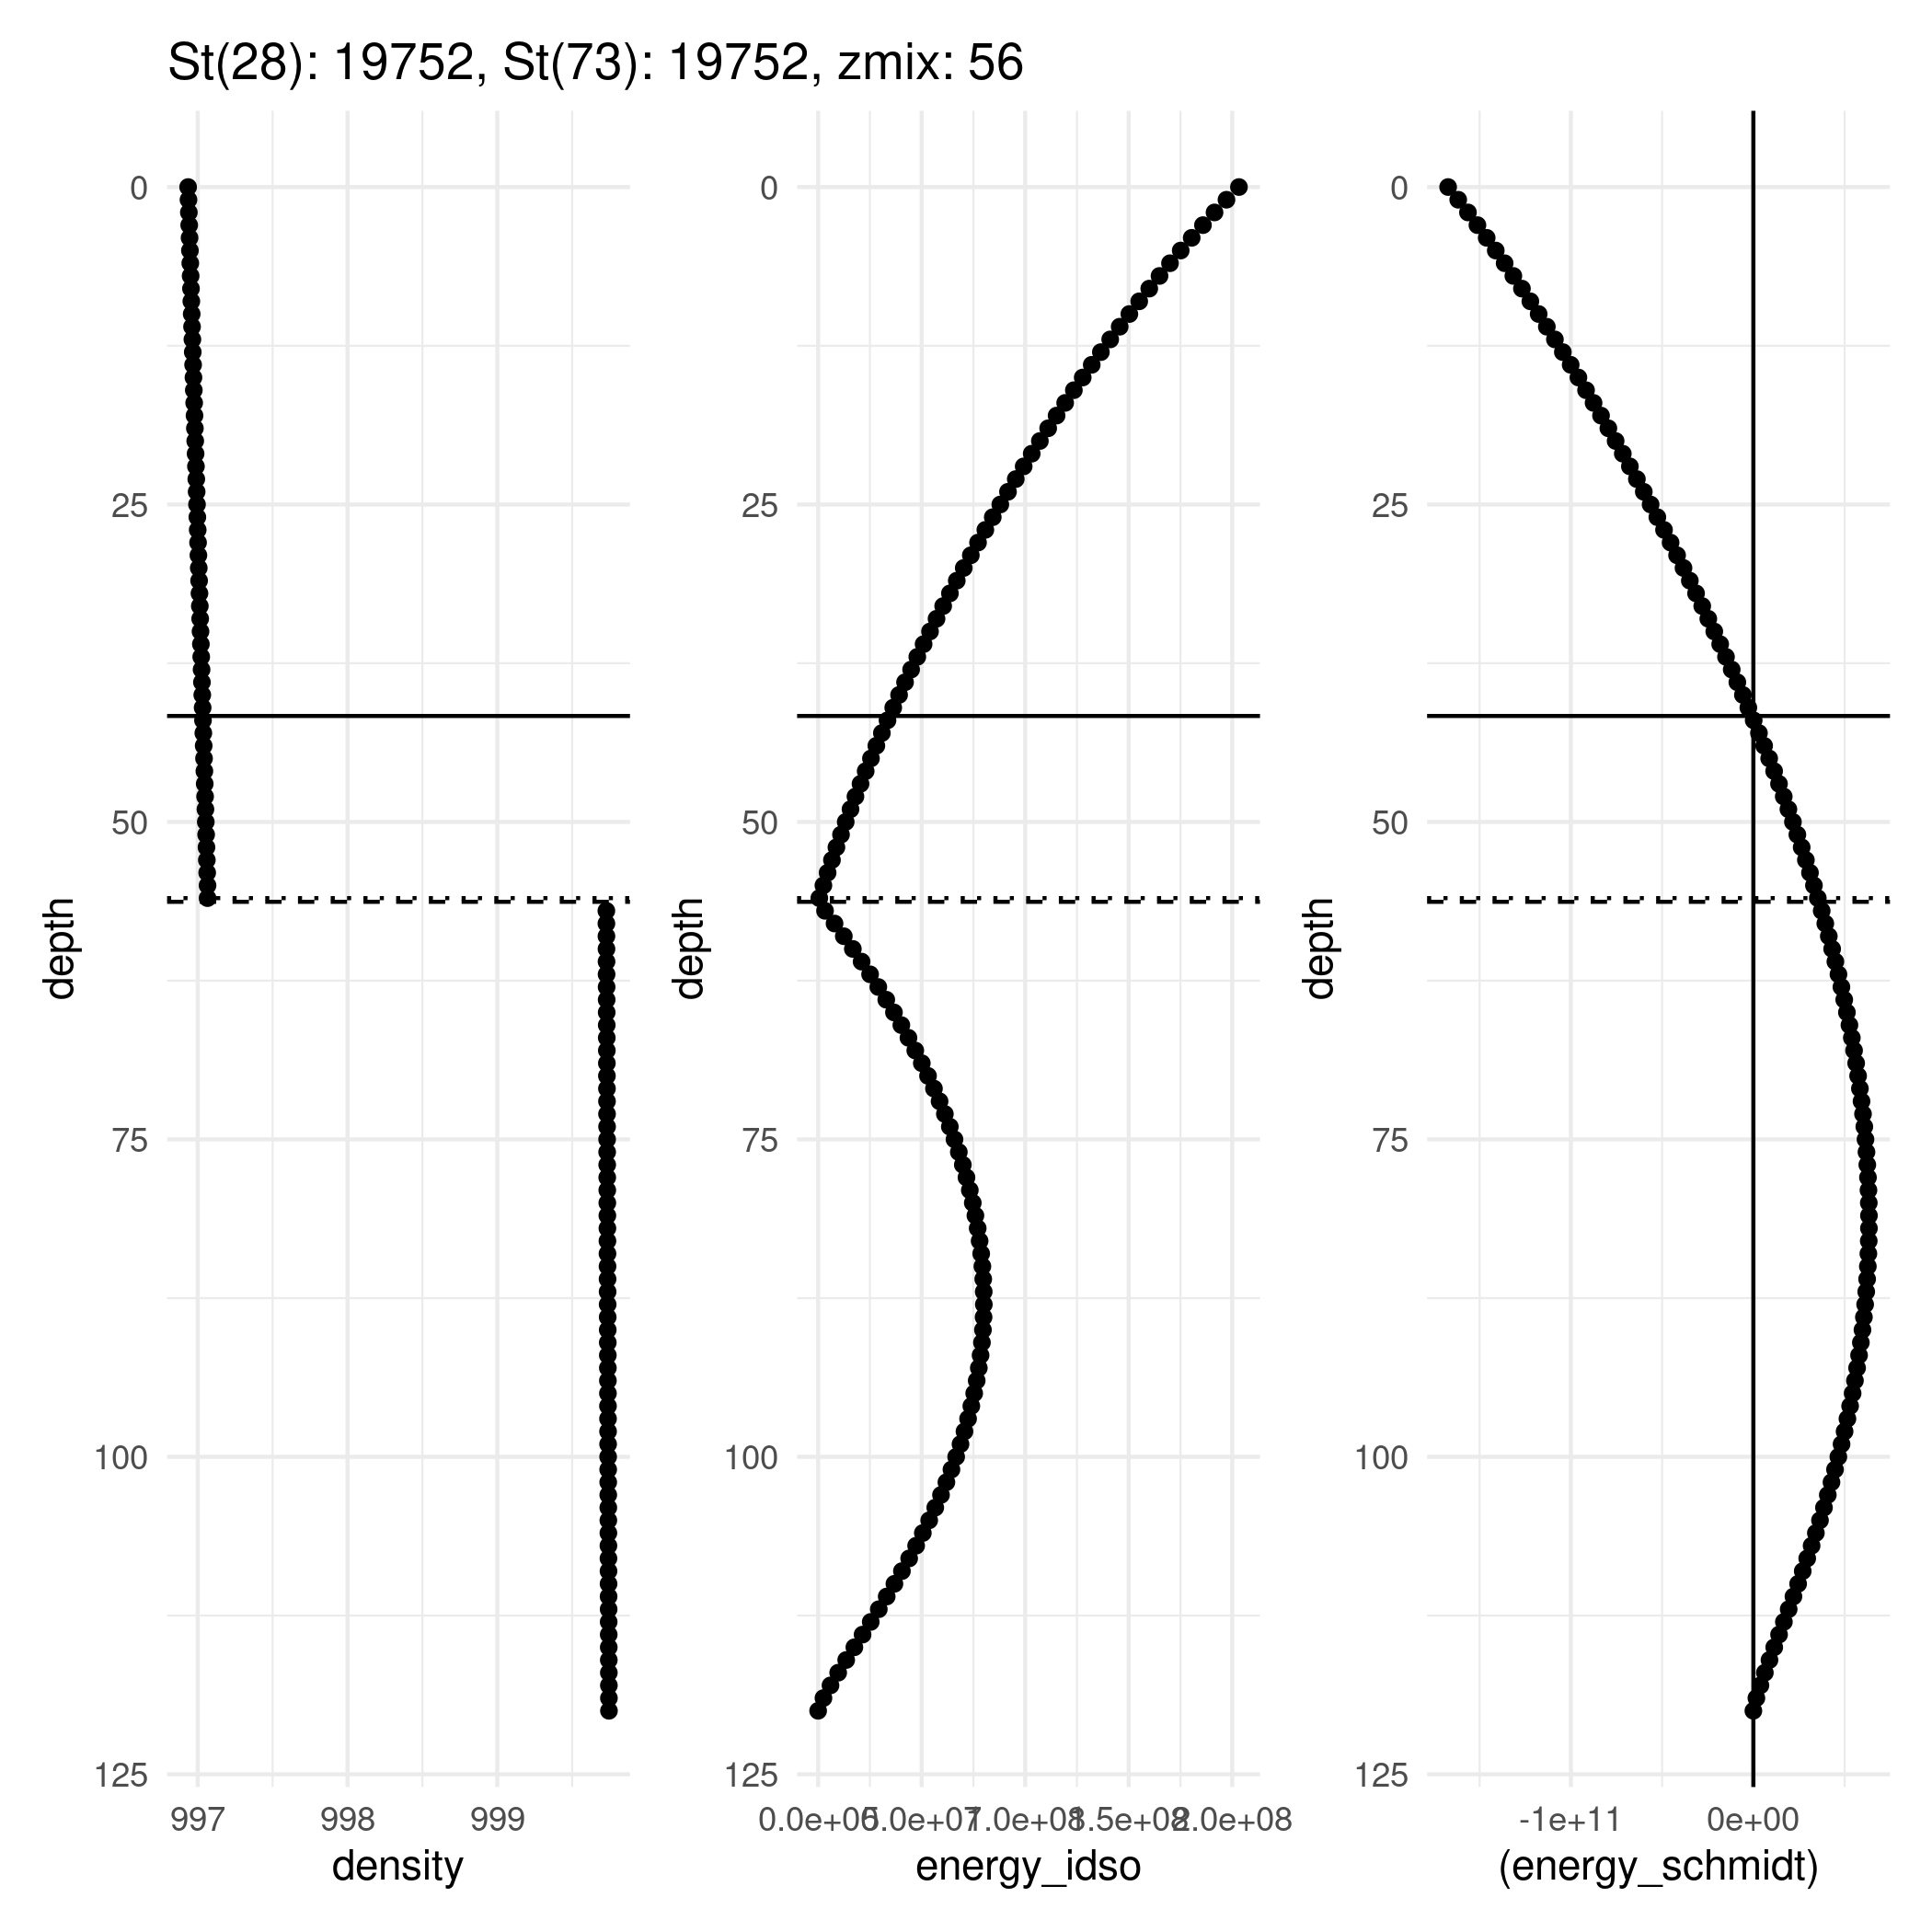 St(28): 19752, St(73): 19752, zmix: 56
0
25
50
75
100
125
depth
997
998
999
density
0
25
50
75
100
125
depth
0.0e+00
5.0e+07
1.0e+08
1.5e+08
2.0e+08
energy_idso
0
25
50
75
100
125
depth
-1e+11
0e+00
(energy_schmidt)